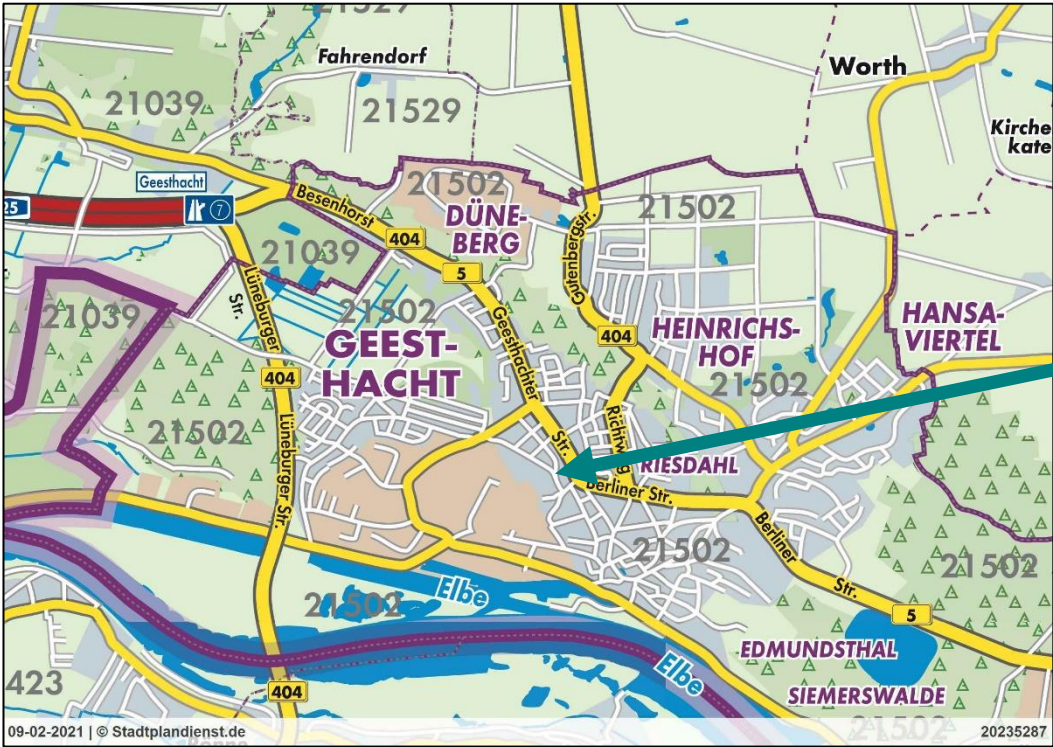 21529
Fahrendorf
Worth
21039
21529
Kirche
kate
Geesthacht
25
7
21502
Besenhorst
DÜNE-
BERG
21502
404
Gutenbergstr.
21039
5
Lüneburger
Str.
21502
21039
Geesthachter
404
HEINRICHS-
HOF
HANSA-
VIERTEL
GEEST-
HACHT
404
21502
Lüneburger Str.
21502
Richtweg
Str.
RIESDAHL
Berliner Str.
Berliner
Str.
21502
21502
Elbe
21502
5
EDMUNDSTHAL
Elbe
SIEMERSWALDE
423
404
21502
09-02-2021 | © Stadtplandienst.de
20235287